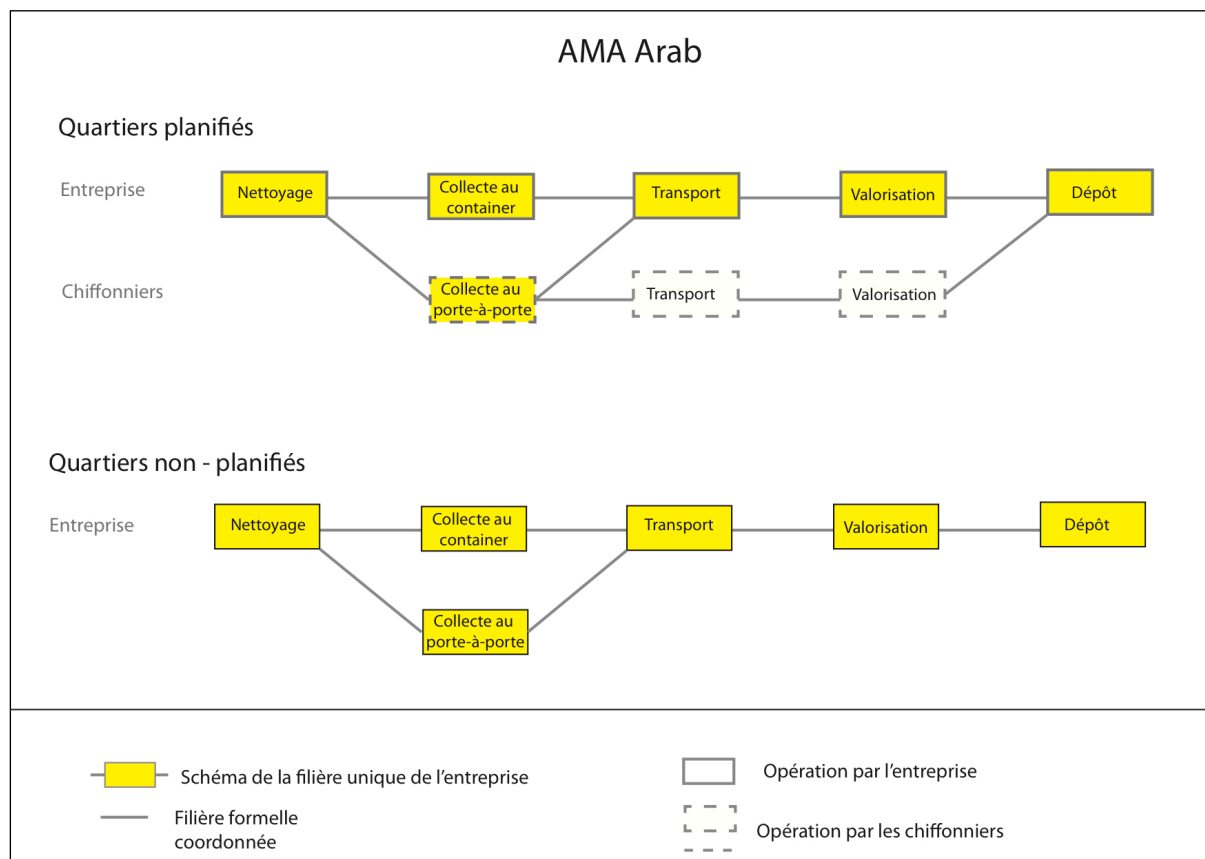 AMA Arab
Quartiers planifiés
Entreprise
Nettoyage
Collecte au
container
Transport
Valorisation
Dépôt
Chiffonniers
Collecte au
porte-à-porte
Transport
Valorisation
Quartiers non - planifiés
Entreprise
Nettoyage
Collecte au
container
Transport
Valorisation
Dépôt
Collecte au
porte-à-porte
Schéma de la filière unique de l'entreprise
Filière formelle
coordonnée
Opération par l'entreprise
Opération par les chiffonniers